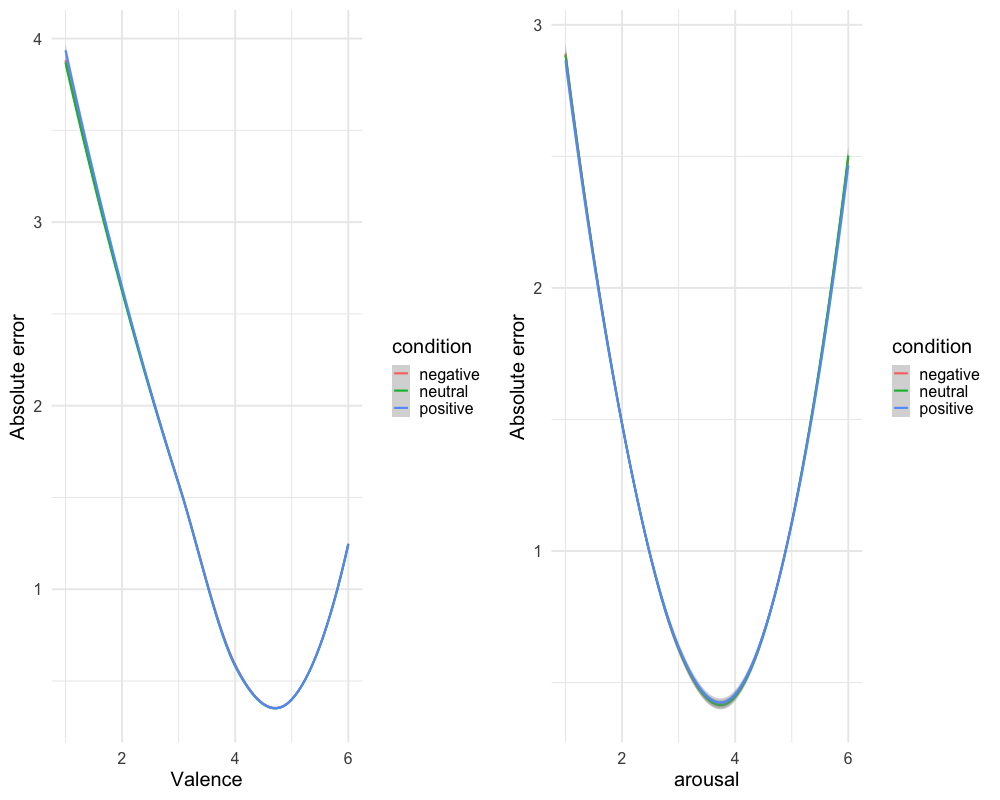 4
3
2
1
Absolute error
2 4 6
Valence
condition
negative
neutral
positive
3
2
1
Absolute error
2 4 6
arousal
condition
negative
neutral
positive